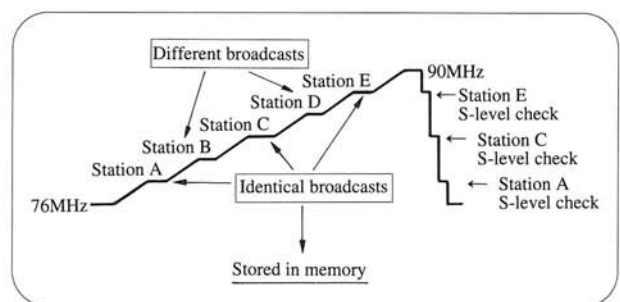 Different broadcasts
90MHz
Station E
Station E
S-level check
Station D
Station C
Station C
S-level check
Station B
Station A
Identical broadcasts
Station A
S-level check
76MHz
Stored in memory